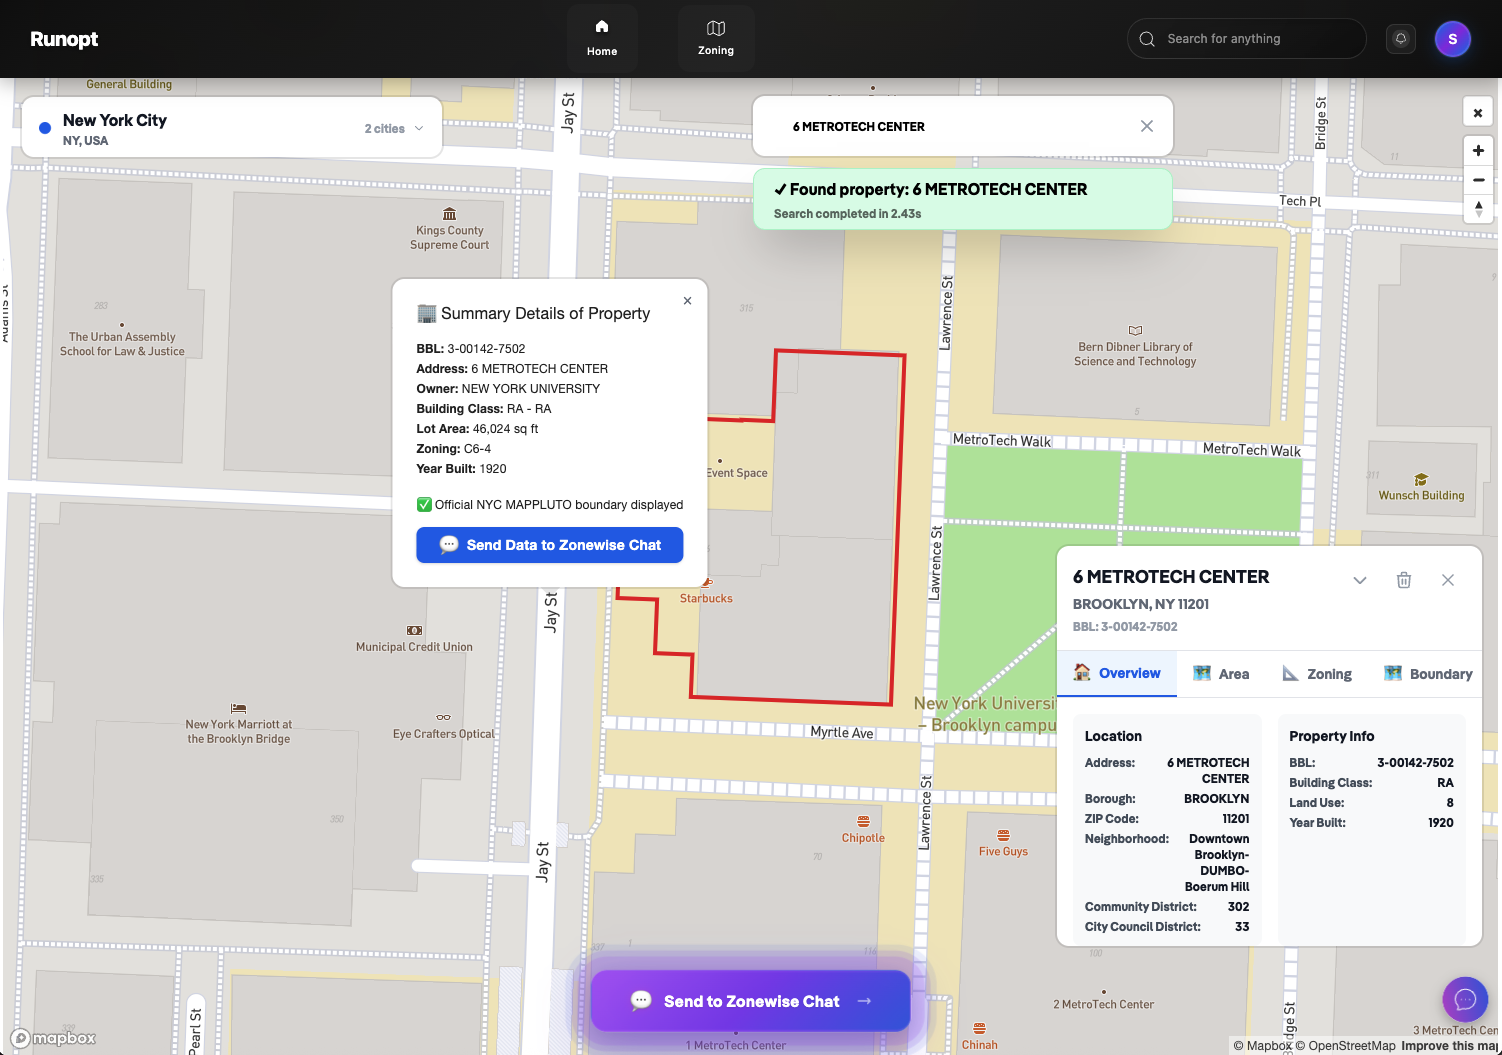 Runopt
Home
Zoning
Search for anything
S
General Building
New York City
NY, USA
2 cities
6 METROTECH CENTER
✓ Found property: 6 METROTECH CENTER
Search completed in 2.43s
Jay St
Bridge St
11
Tech Pl
Kings County
Supreme Court
Lawrence St
283
The Urban Assembly
School for Law & Justice
315
Bern Dibner Library of
Science and Technology
5
🏢 Summary Details of Property
BBL: 3-00142-7502
Address: 6 METROTECH CENTER
Owner: NEW YORK UNIVERSITY
Building Class: RA - RA
Lot Area: 46,024 sq ft
Zoning: C6-4
Year Built: 1920
✅ Official NYC MAPPLUTO boundary displayed
💬 Send Data to Zonewise Chat
MetroTech Walk
MetroTech Walk
Event Space
311
Wunsch Building
Lawrence St
Starbucks
Jay St
Municipal Credit Union
New York Marriott at
the Brooklyn Bridge
Eye Crafters Optical
New York Universi
– Brooklyn campu
Myrtle Ave
6 METROTECH CENTER
BROOKLYN, NY 11201
BBL: 3-00142-7502
Overview
Area
Zoning
Boundary
Location
Address: 6 METROTECH
CENTER
Borough: BROOKLYN
ZIP Code: 11201
Neighborhood: Downtown
Brooklyn-
DUMBO-
Boerum Hill
Community District: 302
City Council District: 33
Property Info
BBL: 3-00142-7502
Building Class: RA
Land Use: 8
Year Built: 1920
Lawrence St
Chipotle
Five Guys
350
70
335
Jay St
337
1
116
100
💬 Send to Zonewise Chat →
2 MetroTech Center
Pearl St
1 MetroTech Center
Chinah
3 MetroTech Cen
mapbox
© Mapbox © OpenStreetMap Improve this map